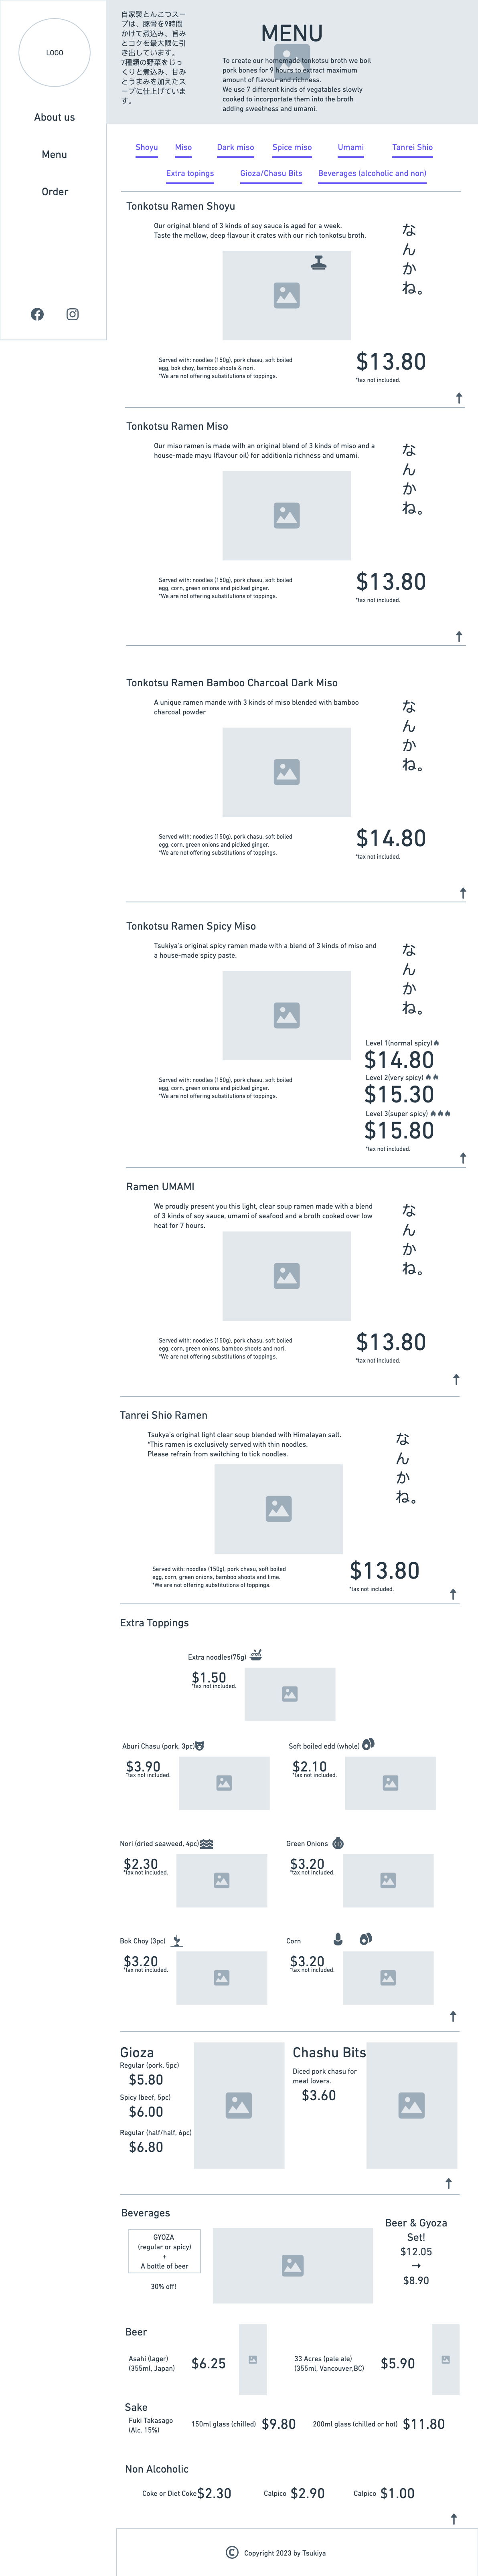 LOGO
About us
Menu
Order
自家製とんこつスー
プは、豚骨を9時間
かけて煮込み、旨み
とコクを最大限に引
き出しています。
7種類の野菜をじっ
くりと煮込み、甘み
とうまみを加えたス
ープに仕上げていま
す。
MENU
To create our homemade tonkotsu broth we boil
pork bones for 9 hours to extract maximum
amount of flavour and richness.
We use 7 different kinds of vegatables slowly
cooked to incorportate them into the broth
adding sweetness and umami.
Shoyu Miso Dark miso Spice miso Umami Tanrei Shio
Extra topings Gioza/Chasu Bits Beverages (alcoholic and non)
Tonkotsu Ramen Shoyu
Our original blend of 3 kinds of soy sauce is aged for a week.
Taste the mellow, deep flavour it crates with our rich tonkotsu broth.
なんかね。
Served with: noodles (150g), pork chasu, soft boiled
egg, bok choy, bamboo shoots & nori.
*We are not offering substitutions of toppings.
$13.80
*tax not included.
Tonkotsu Ramen Miso
Our miso ramen is made with an original blend of 3 kinds of miso and a
house-made mayu (flavour oil) for additionla richness and umami.
なんかね。
Served with: noodles (150g), pork chasu, soft boiled
egg, corn, green onions and piclked ginger.
*We are not offering substitutions of toppings.
$13.80
*tax not included.
Tonkotsu Ramen Bamboo Charcoal Dark Miso
A unique ramen mande with 3 kinds of miso blended with bamboo
charcoal powder
なんかね。
Served with: noodles (150g), pork chasu, soft boiled
egg, corn, green onions and piclked ginger.
*We are not offering substitutions of toppings.
$14.80
*tax not included.
Tonkotsu Ramen Spicy Miso
Tsukiya's original spicy ramen made with a blend of 3 kinds of miso and
a house-made spicy paste.
なんかね。
Served with: noodles (150g), pork chasu, soft boiled
egg, corn, green onions and piclked ginger.
*We are not offering substitutions of toppings.
Level 1(normal spicy)
$14.80
Level 2(very spicy)
$15.30
Level 3(super spicy)
$15.80
*tax not included.
Ramen UMAMI
We proudly present you this light, clear soup ramen made with a blend
of 3 kinds of soy sauce, umami of seafood and a broth cooked over low
heat for 7 hours.
なんかね。
Served with: noodles (150g), pork chasu, soft boiled
egg, corn, green onions, bamboo shoots and nori.
*We are not offering substitutions of toppings.
$13.80
*tax not included.
Tanrei Shio Ramen
Tsukya's original light clear soup blended with Himalayan salt.
*This ramen is exclusively served with thin noodles.
Please refrain from switching to tick noodles.
なんかね。
Served with: noodles (150g), pork chasu, soft boiled
egg, corn, green onions, bamboo shoots and lime.
*We are not offering substitutions of toppings.
$13.80
*tax not included.
Extra Toppings
Extra noodles(75g)
$1.50
*tax not included.
Aburi Chasu (pork, 3pc)
$3.90
*tax not included.
Soft boiled edd (whole)
$2.10
*tax not included.
Nori (dried seaweed, 4pc)
$2.30
*tax not included.
Green Onions
$3.20
*tax not included.
Bok Choy (3pc)
$3.20
*tax not included.
Corn
$3.20
*tax not included.
Gioza
Regular (pork, 5pc)
$5.80
Spicy (beef, 5pc)
$6.00
Regular (half/half, 6pc)
$6.80
Chashu Bits
Diced pork chasu for
meat lovers.
$3.60
Beverages
GYOZA
(regular or spicy)
+
A bottle of beer
30% off!
Beer & Gyoza
Set!
$12.05
→
$8.90
Beer
Asahi (lager)
(355ml, Japan)
$6.25
33 Acres (pale ale)
(355ml, Vancouver,BC)
$5.90
Sake
Fuki Takasago
(Alc. 15%)
150ml glass (chilled) $9.80
200ml glass (chilled or hot) $11.80
Non Alcoholic
Coke or Diet Coke $2.30
Calpico $2.90
Calpico $1.00
© Copyright 2023 by Tsukiya